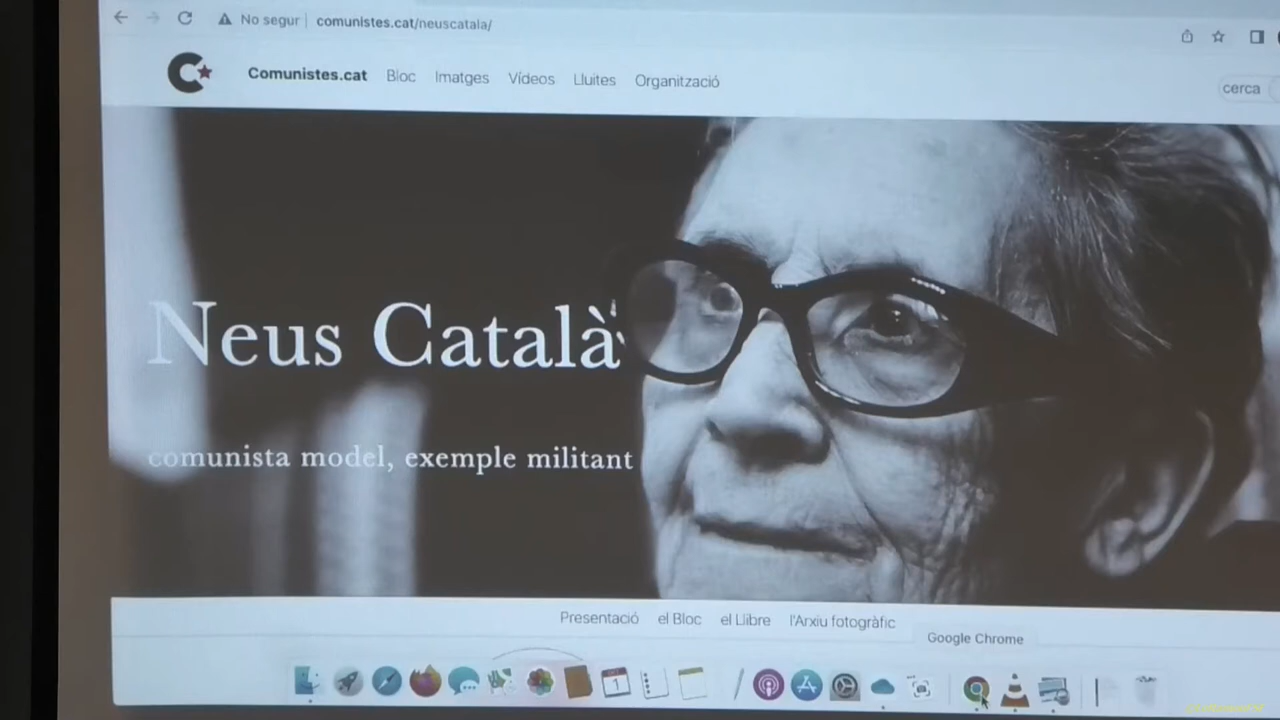 No segur comunistes.cat/neuscatala/
Comunistes.cat Bloc Imatges Vídeos Lluites Organització
cerca
Neus Català
comunista model, exemple militant
Presentació el Bloc el Llibre l'Arxiu fotogràfic
Google Chrome
1